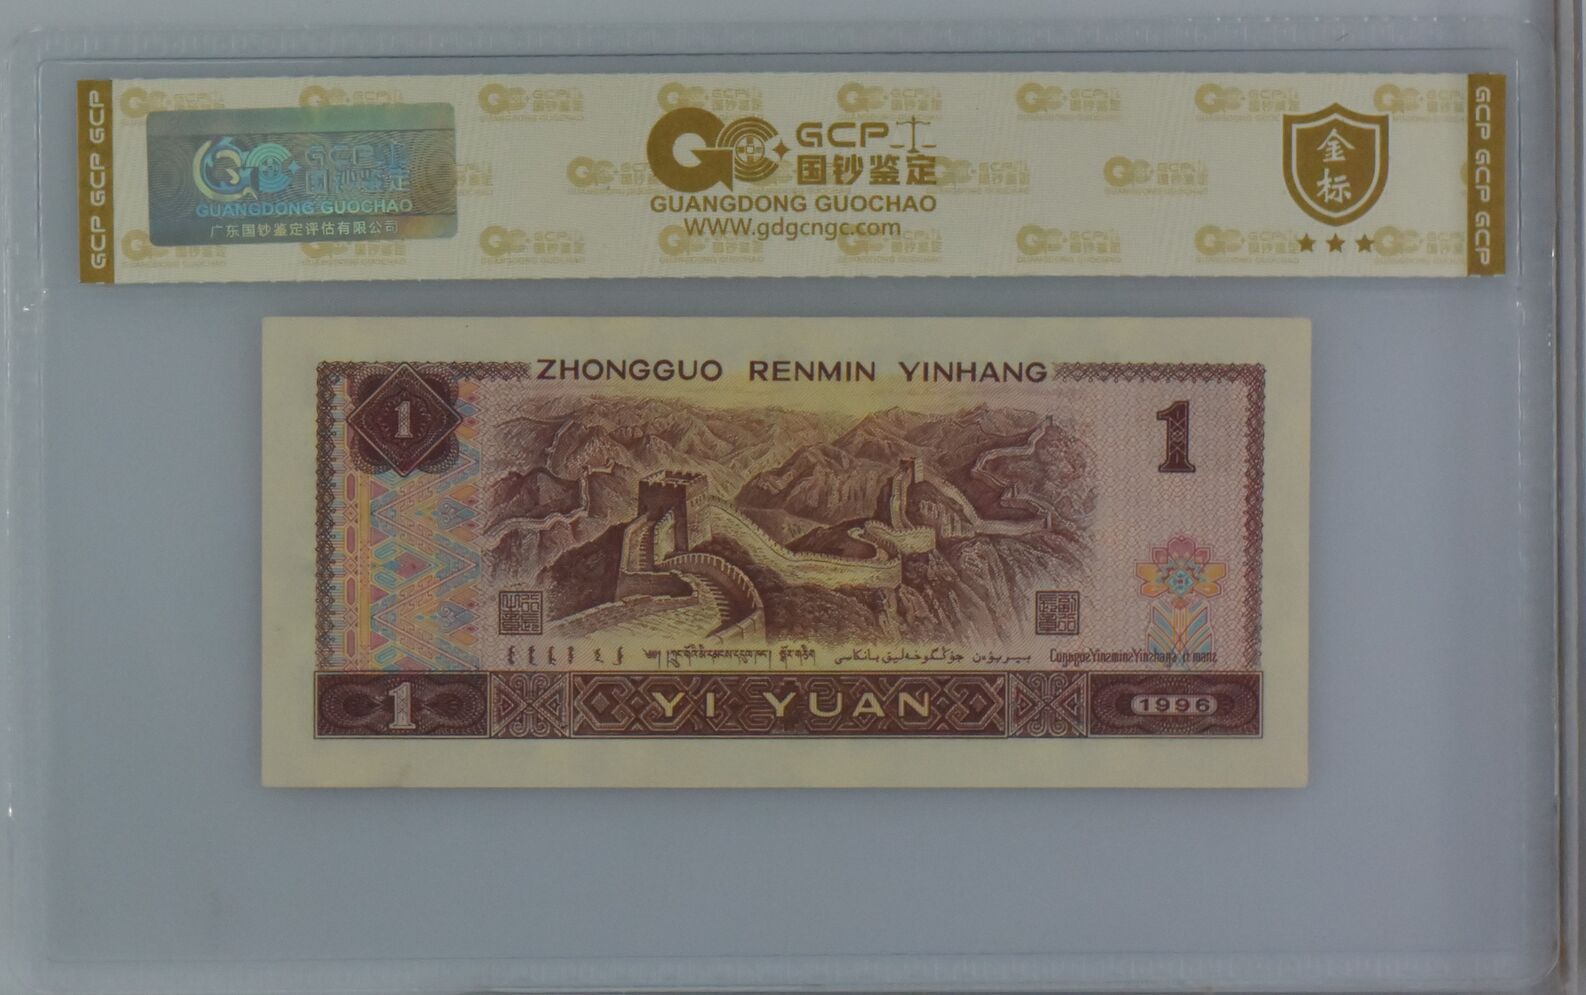 GCP GCP GCP
GCP
国钞鉴定
GUANGDONG GUOCHAO
广东国钞鉴定评估有限公司
GCP
国钞鉴定
GUANGDONG GUOCHAO
WWW.gdgcngc.com
金标
GCP GCP GCP
ZHONGGUO RENMIN YINHANG
1
1
1
YI YUAN
1996